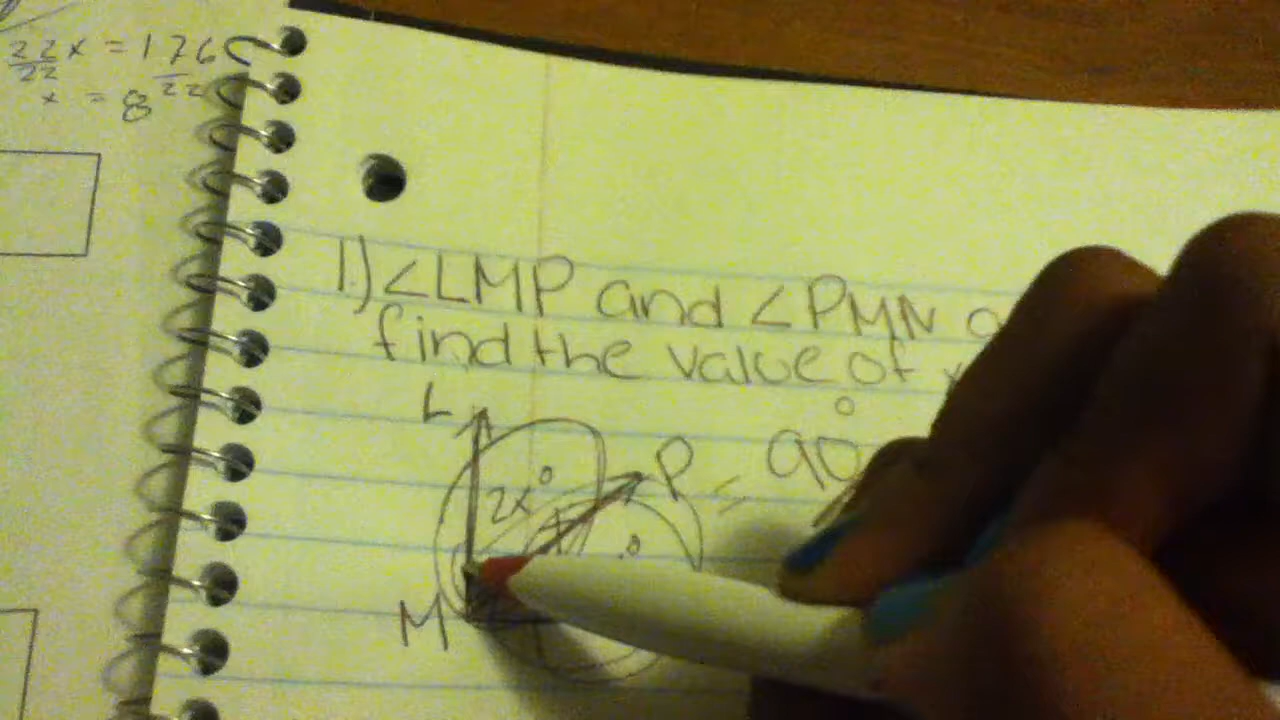 22x = 176
22 22
x = 8
1.) ∠LMP and ∠PMN
find the value of
L
2x° P = 90°
M